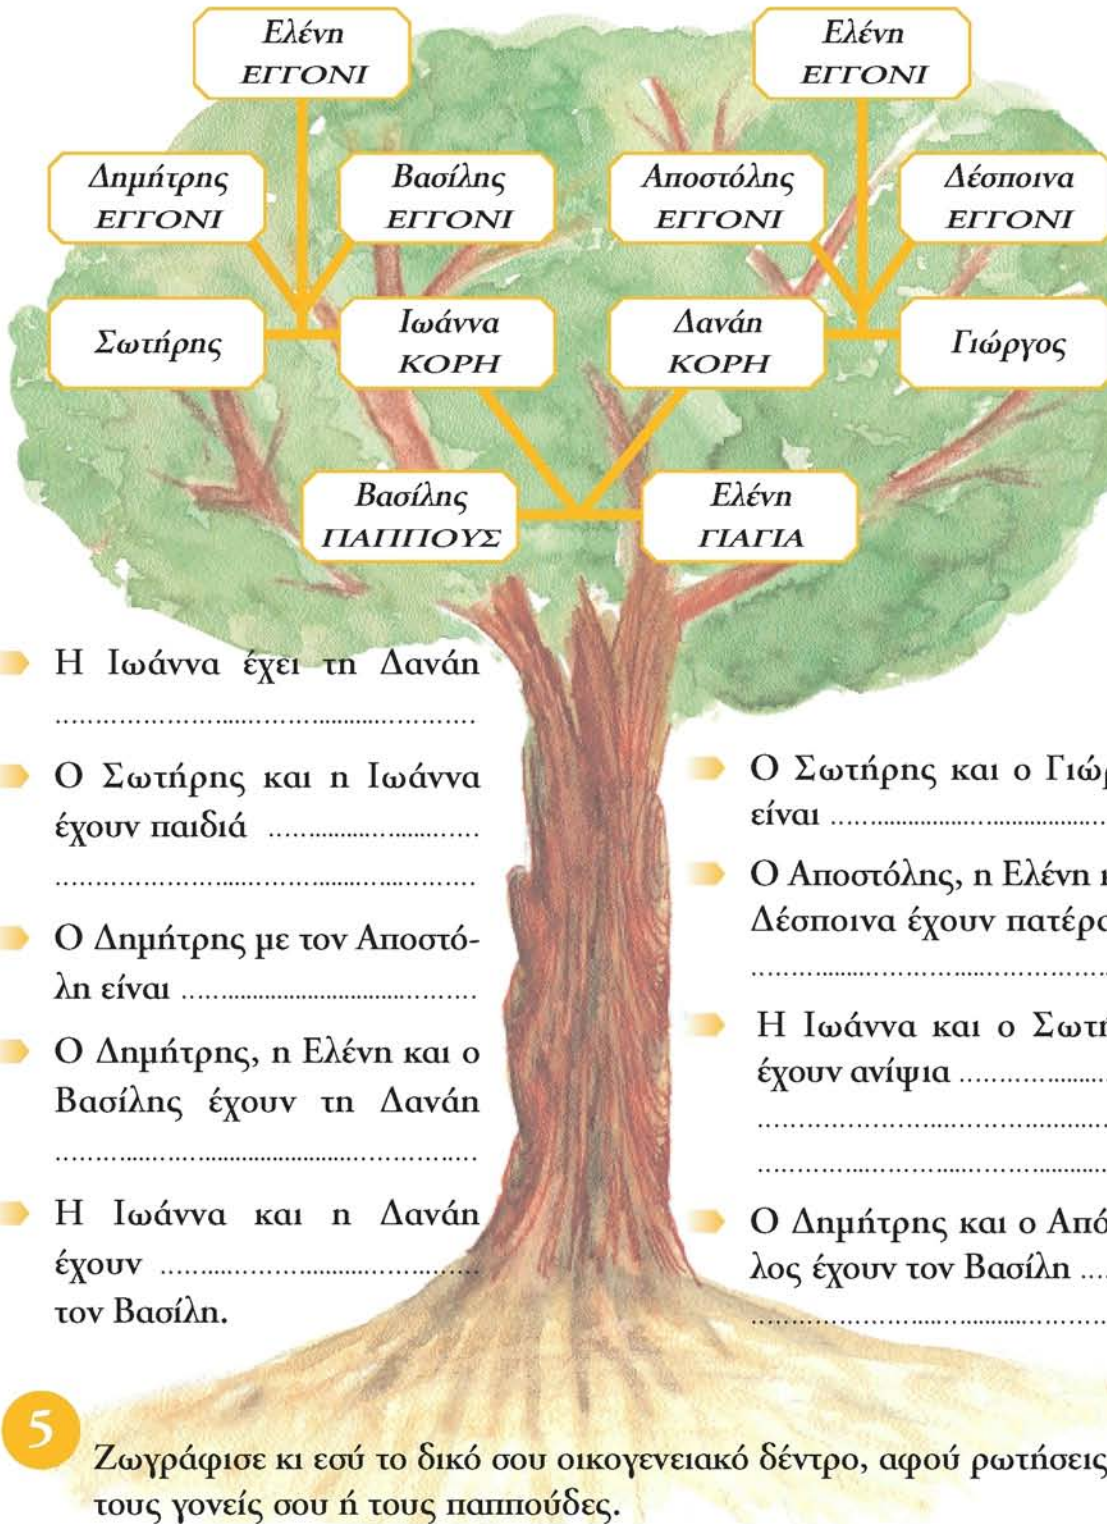 Ελένη
ΕΓΓΟΝΙ
Ελένη
ΕΓΓΟΝΙ
Δημήτρης
ΕΓΓΟΝΙ
Βασίλης
ΕΓΓΟΝΙ
Αποστόλης
ΕΓΓΟΝΙ
Δέσποινα
ΕΓΓΟΝΙ
Σωτήρης
Ιωάννα
ΚΟΡΗ
Δανάη
ΚΟΡΗ
Γιώργος
Βασίλης
ΠΑΠΠΟΥΣ
Ελένη
ΓΙΑΓΙΑ
Η Ιωάννα έχει τη Δανάη
..........................................
Ο Σωτήρης και η Ιωάννα
έχουν παιδιά ..........................
..........................................
Ο Δημήτρης με τον Αποστό-
λη είναι ..................................
Ο Δημήτρης, η Ελένη και ο
Βασίλης έχουν τη Δανάη
..........................................
Η Ιωάννα και η Δανάη
έχουν ..................................
τον Βασίλη.
Ο Σωτήρης και ο Γιώρ
είναι ..................................
Ο Αποστόλης, η Ελένη
Δέσποινα έχουν πατέρ
..........................................
Η Ιωάννα και ο Σωτή
έχουν ανίψια ..................
..........................................
..........................................
Ο Δημήτρης και ο Από
λος έχουν τον Βασίλη ....
..........................................
5
Ζωγράφισε κι εσύ το δικό σου οικογενειακό δέντρο, αφού ρωτήσεις
τους γονείς σου ή τους παππούδες.